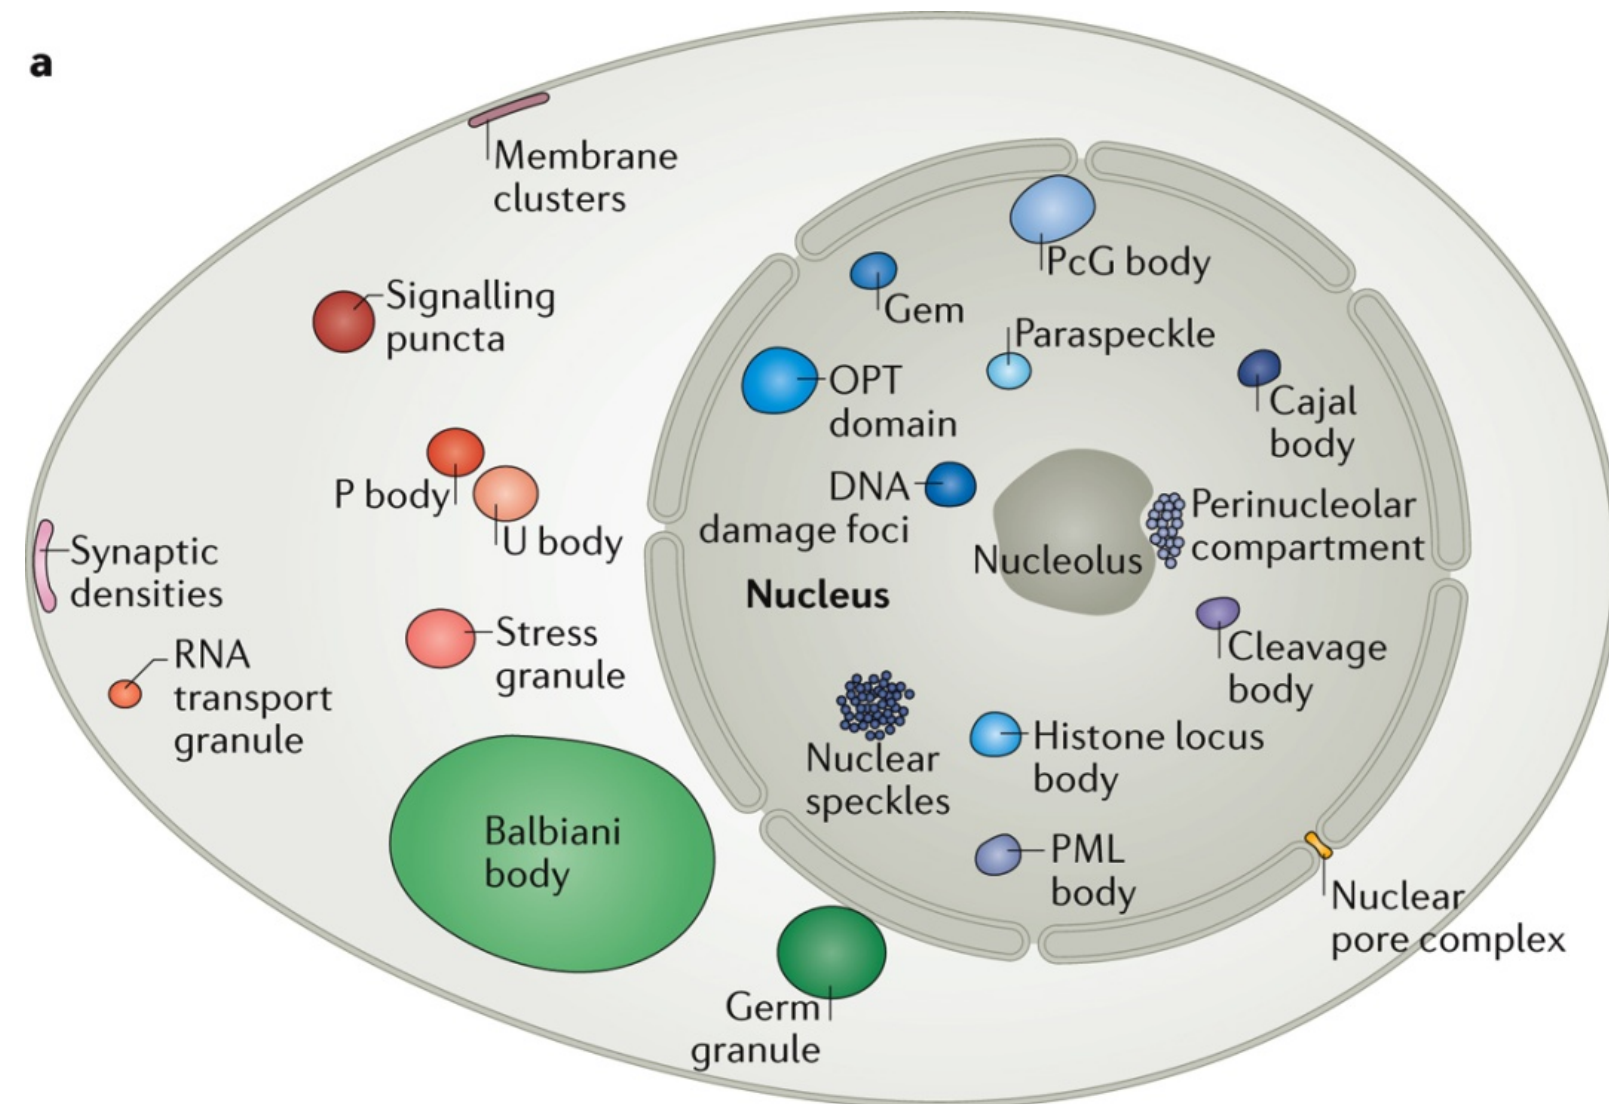 a
Membrane
clusters
Signalling
puncta
P body
U body
Synaptic
densities
RNA
transport
granule
Stress
granule
Balbiani
body
Germ
granule
PcG body
Gem
Paraspeckle
OPT
domain
Cajal
body
DNA
damage foci
Nucleolus
Perinucleolar
compartment
Nucleus
Cleavage
body
Nuclear
speckles
Histone locus
body
PML
body
Nuclear
pore complex